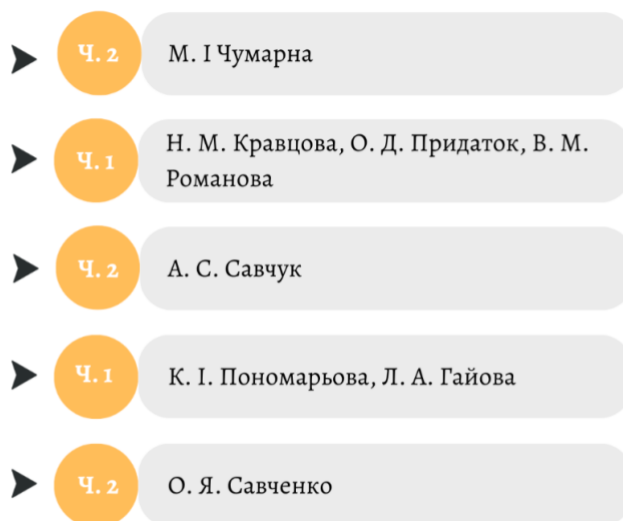 Ч. 2
М. І Чумарна
Ч. 1
Н. М. Кравцова, О. Д. Придаток, В. М.
Романова
Ч. 2
А. С. Савчук
Ч. 1
К. І. Пономарьова, Л. А. Гайова
Ч. 2
О. Я. Савченко